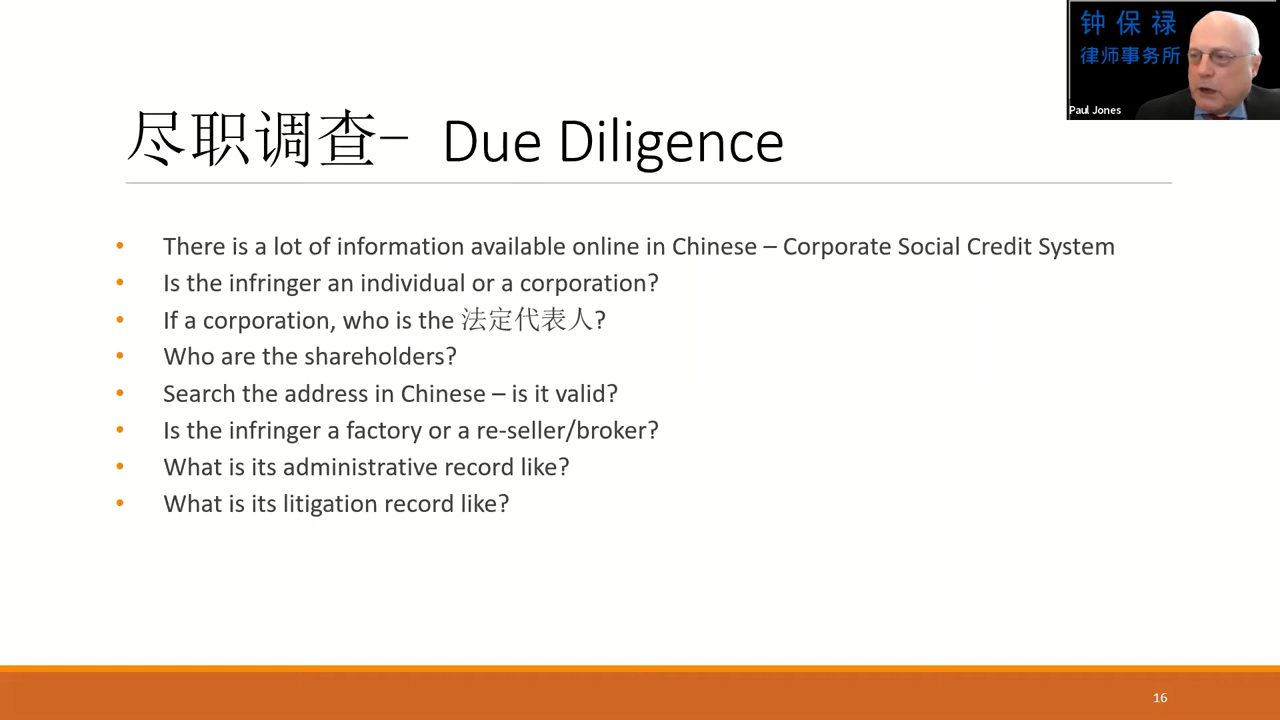 钟保禄
律师事务所
Paul Jones
尽职调查– Due Diligence
• There is a lot of information available online in Chinese – Corporate Social Credit System
• Is the infringer an individual or a corporation?
• If a corporation, who is the 法定代表人?
• Who are the shareholders?
• Search the address in Chinese – is it valid?
• Is the infringer a factory or a re-seller/broker?
• What is its administrative record like?
• What is its litigation record like?
16